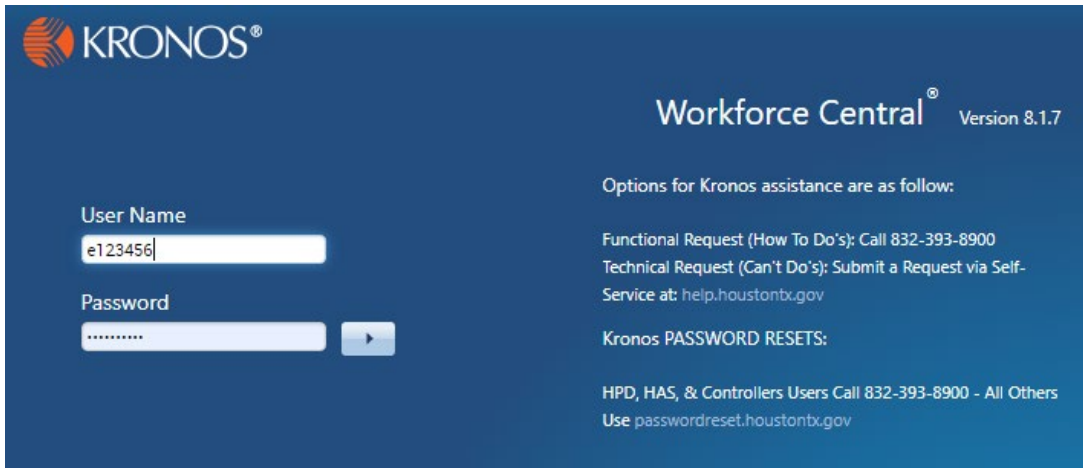 KRONOS®
Workforce Central® Version 8.1.7
Options for Kronos assistance are as follow:
User Name
e123456
Functional Request (How To Do's): Call 832-393-8900
Technical Request (Can't Do's): Submit a Request via Self-
Service at: help.houstontx.gov
Password
••••••••••
Kronos PASSWORD RESETS:
HPD, HAS, & Controllers Users Call 832-393-8900 - All Others
Use passwordreset.houstontx.gov